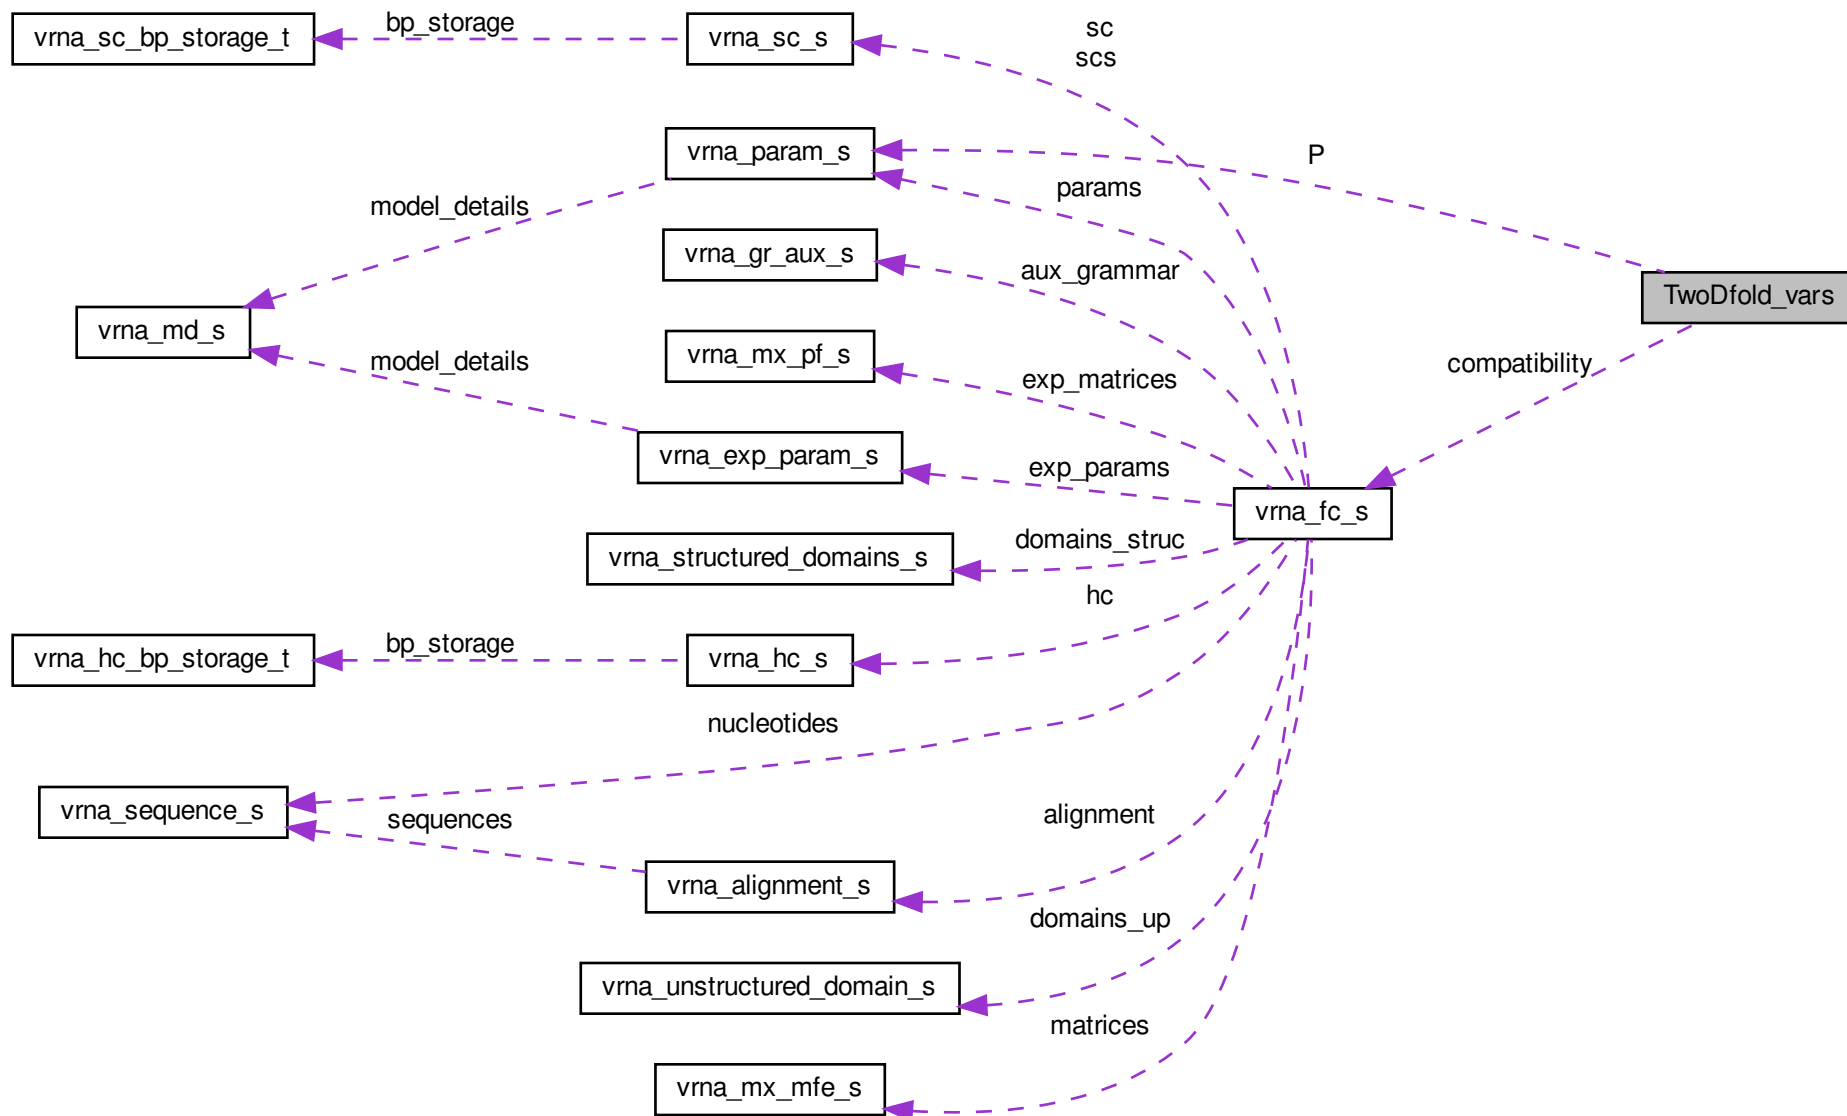 sc
bp_storage
vrna_sc_bp_storage_t
vrna_sc_s
scs
vrna_param_s
P
params
model_details
vrna_gr_aux_s
aux_grammar
TwoDfold_vars
vrna_md_s
vrna_mx_pf_s
model_details
compatibility
exp_matrices
vrna_exp_param_s
exp_params
vrna_fc_s
domains_struc
vrna_structured_domains_s
hc
bp_storage
vrna_hc_bp_storage_t
vrna_hc_s
nucleotides
vrna_sequence_s
sequences
alignment
vrna_alignment_s
domains_up
vrna_unstructured_domain_s
matrices
vrna_mx_mfe_s